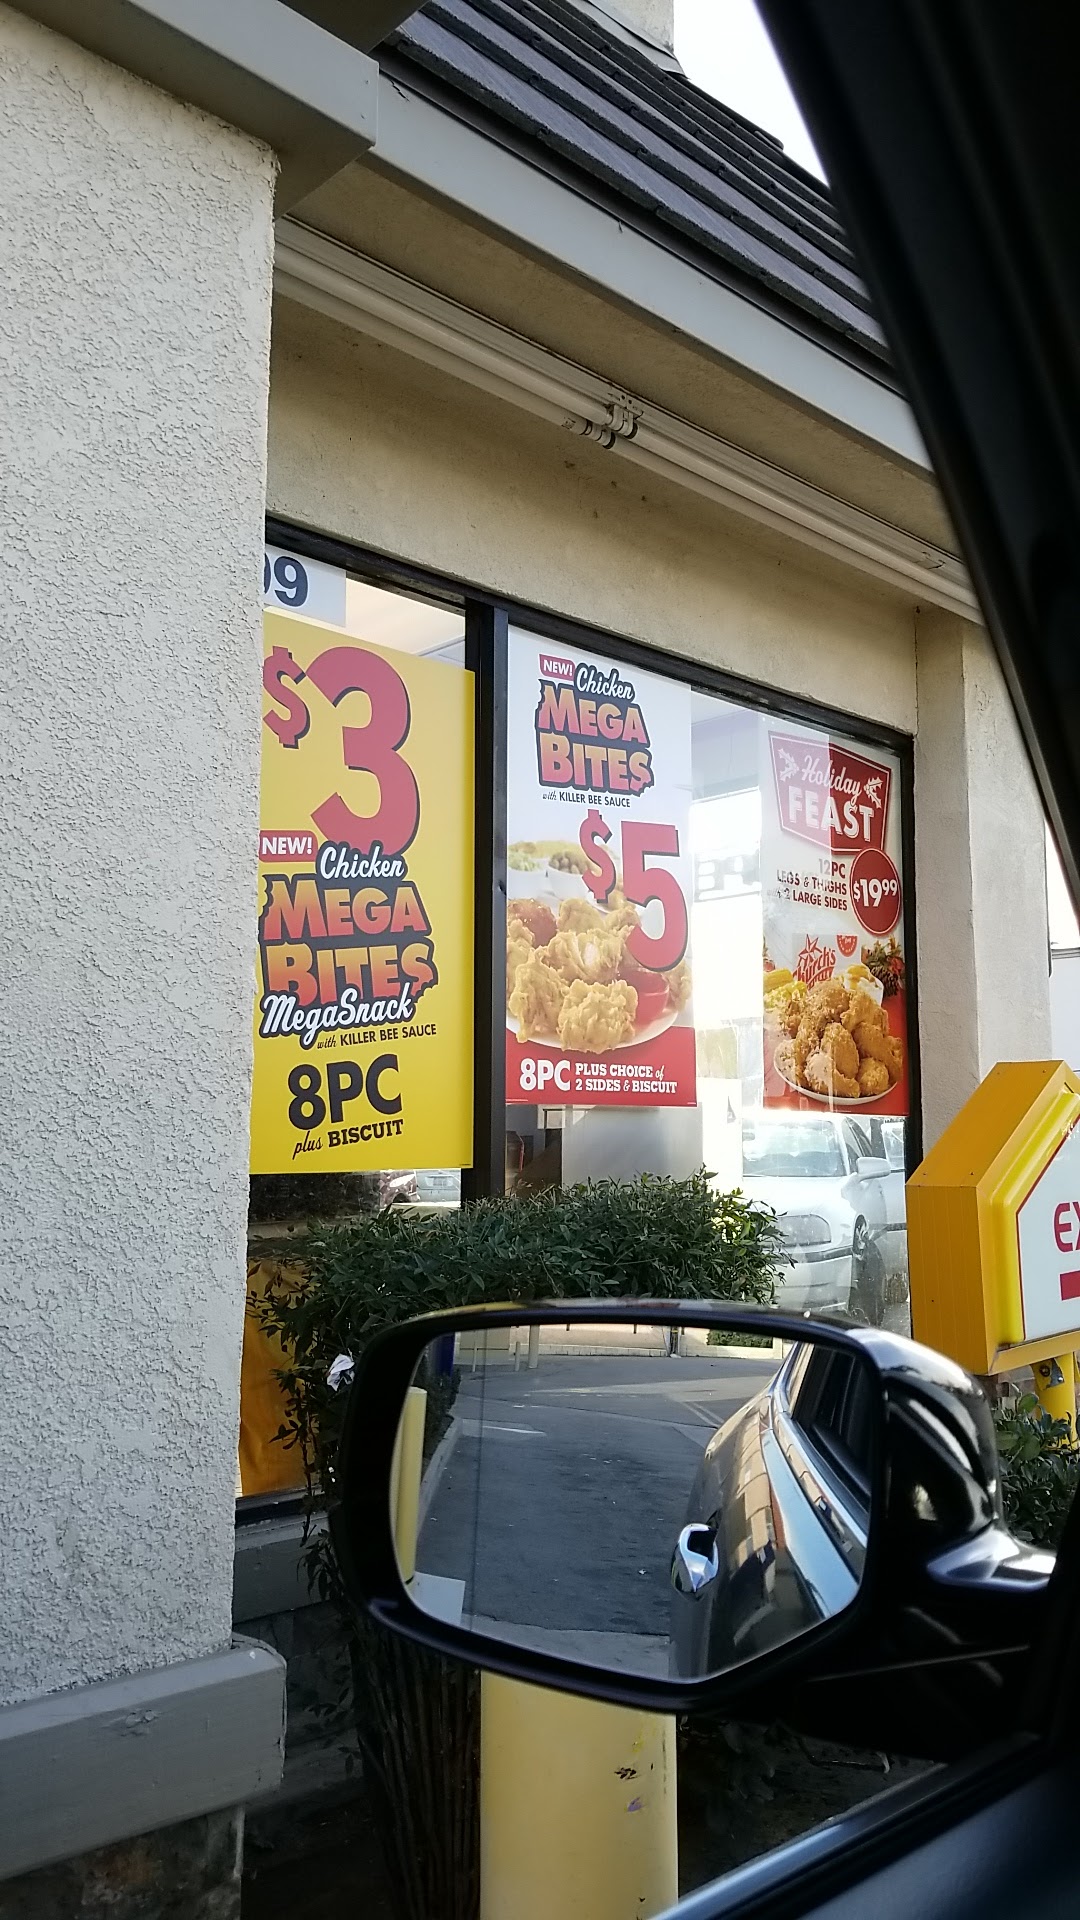 99
$3
NEW! Chicken
MEGA
BITES
MegaSnack
with KILLER BEE SAUCE
8PC
plus BISCUIT
NEW! Chicken
MEGA
BITES
with KILLER BEE SAUCE
$5
8PC PLUS CHOICE of
2 SIDES & BISCUIT
Holiday
FEAST
12PC
LEGS & THIGHS
+ 2 LARGE SIDES
$19.99
Church's
EX